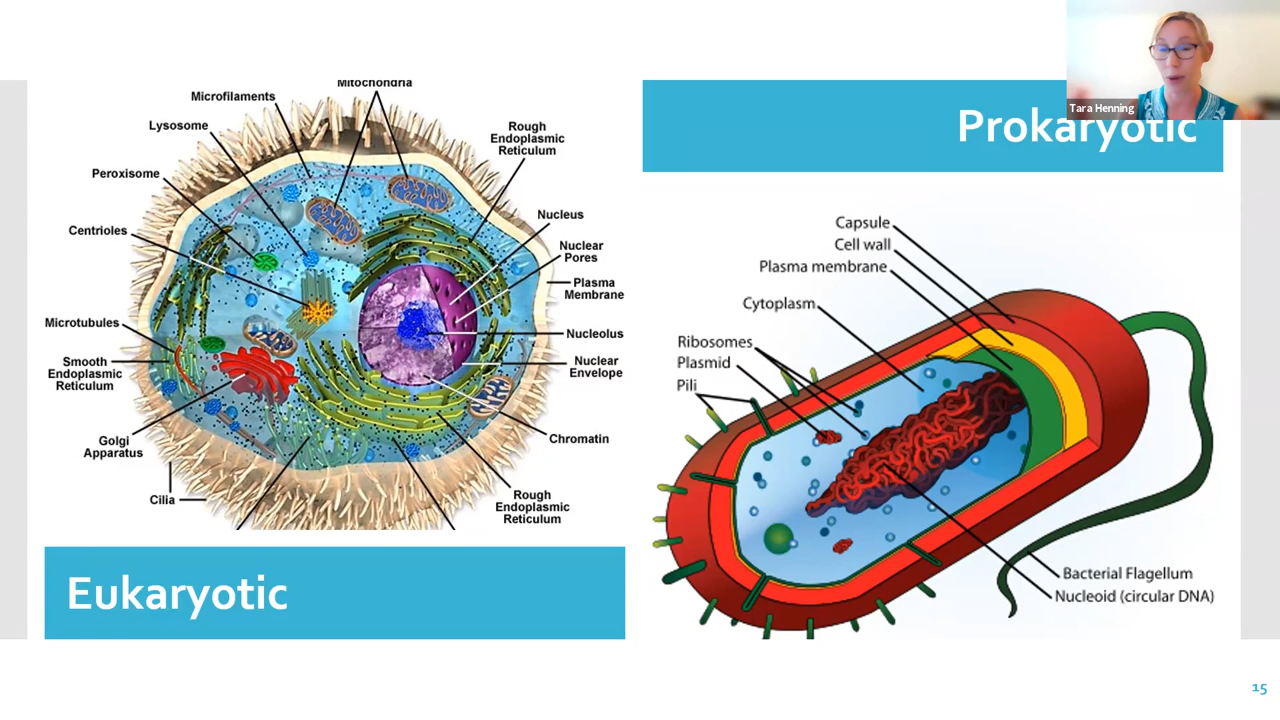 Mitochondria
Microfilaments
Lysosome
Rough
Endoplasmic
Reticulum
Peroxisome
Nucleus
Centrioles
Nuclear
Pores
Plasma
Membrane
Microtubules
Nucleolus
Smooth
Endoplasmic
Reticulum
Nuclear
Envelope
Golgi
Apparatus
Chromatin
Cilia
Rough
Endoplasmic
Reticulum
Eukaryotic
Tara Henning
Prokaryotic
Capsule
Cell wall
Plasma membrane
Cytoplasm
Ribosomes
Plasmid
Pili
Bacterial Flagellum
Nucleoid (circular DNA)
15